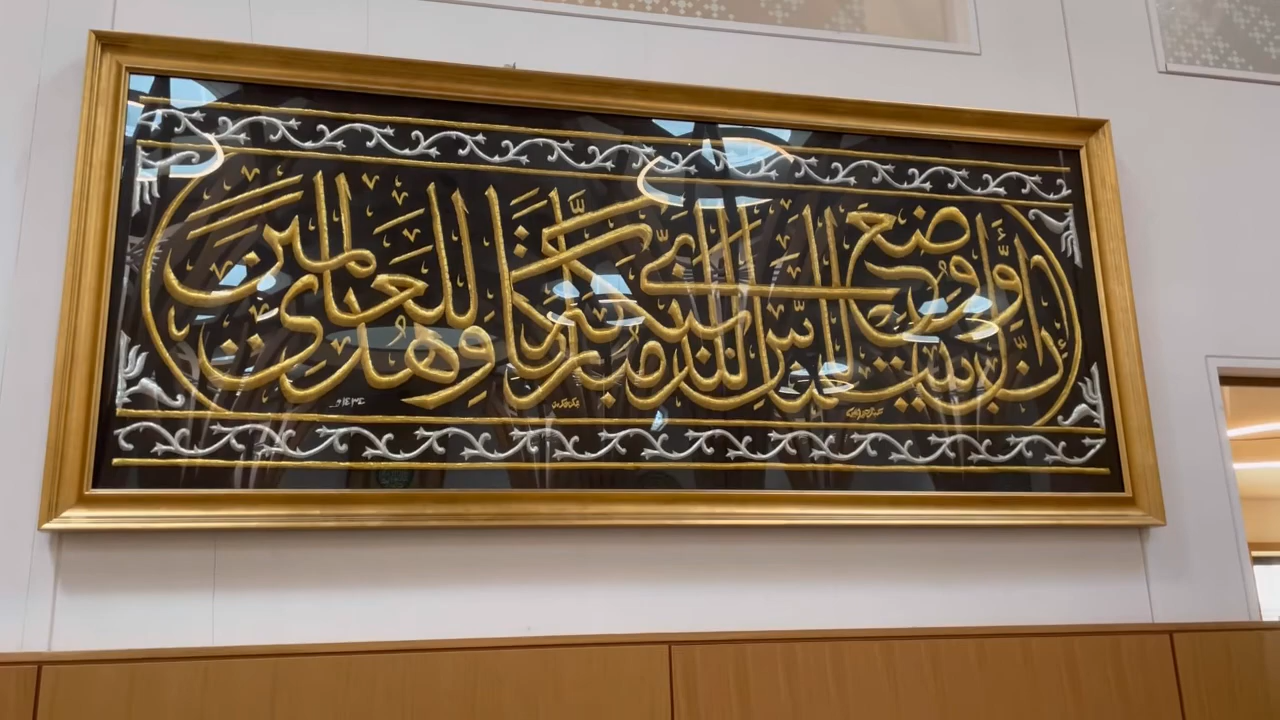 إن أول بيت وضع للناس للذي ببكة مباركا وهدى للعالمين